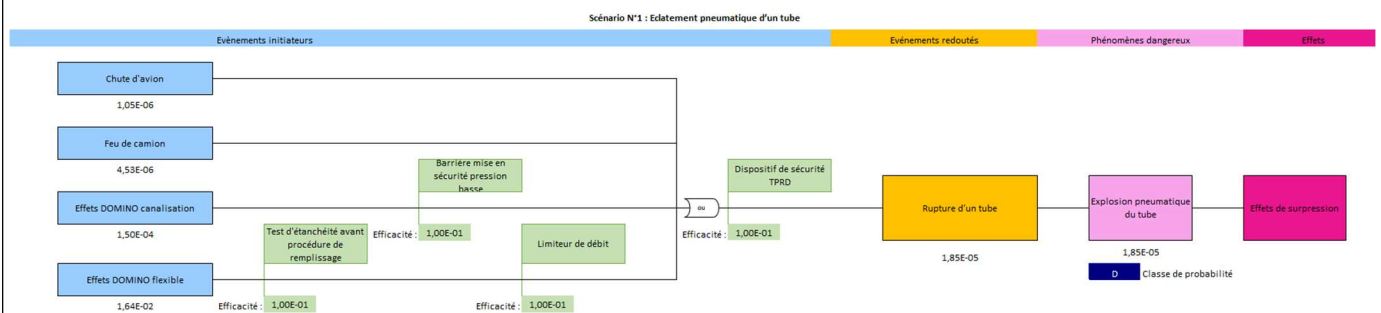 Scénario N°1 : Eclatement pneumatique d'un tube
Evènements initiateurs
Evénements redoutés
Phénomènes dangereux
Effets
Chute d'avion
1,05E-06
Feu de camion
4,53E-06
Barrière mise en
sécurité pression
basse
Efficacité : 1,00E-01
Dispositif de sécurité
TPRD
Efficacité : 1,00E-01
Effets DOMINO canalisation
1,50E-04
ou
Rupture d'un tube
1,85E-05
Explosion pneumatique
du tube
1,85E-05
D Classe de probabilité
Effets de surpression
Test d'étanchéité avant
procédure de
remplissage
Efficacité : 1,00E-01
Limiteur de débit
Efficacité : 1,00E-01
Effets DOMINO flexible
1,64E-02